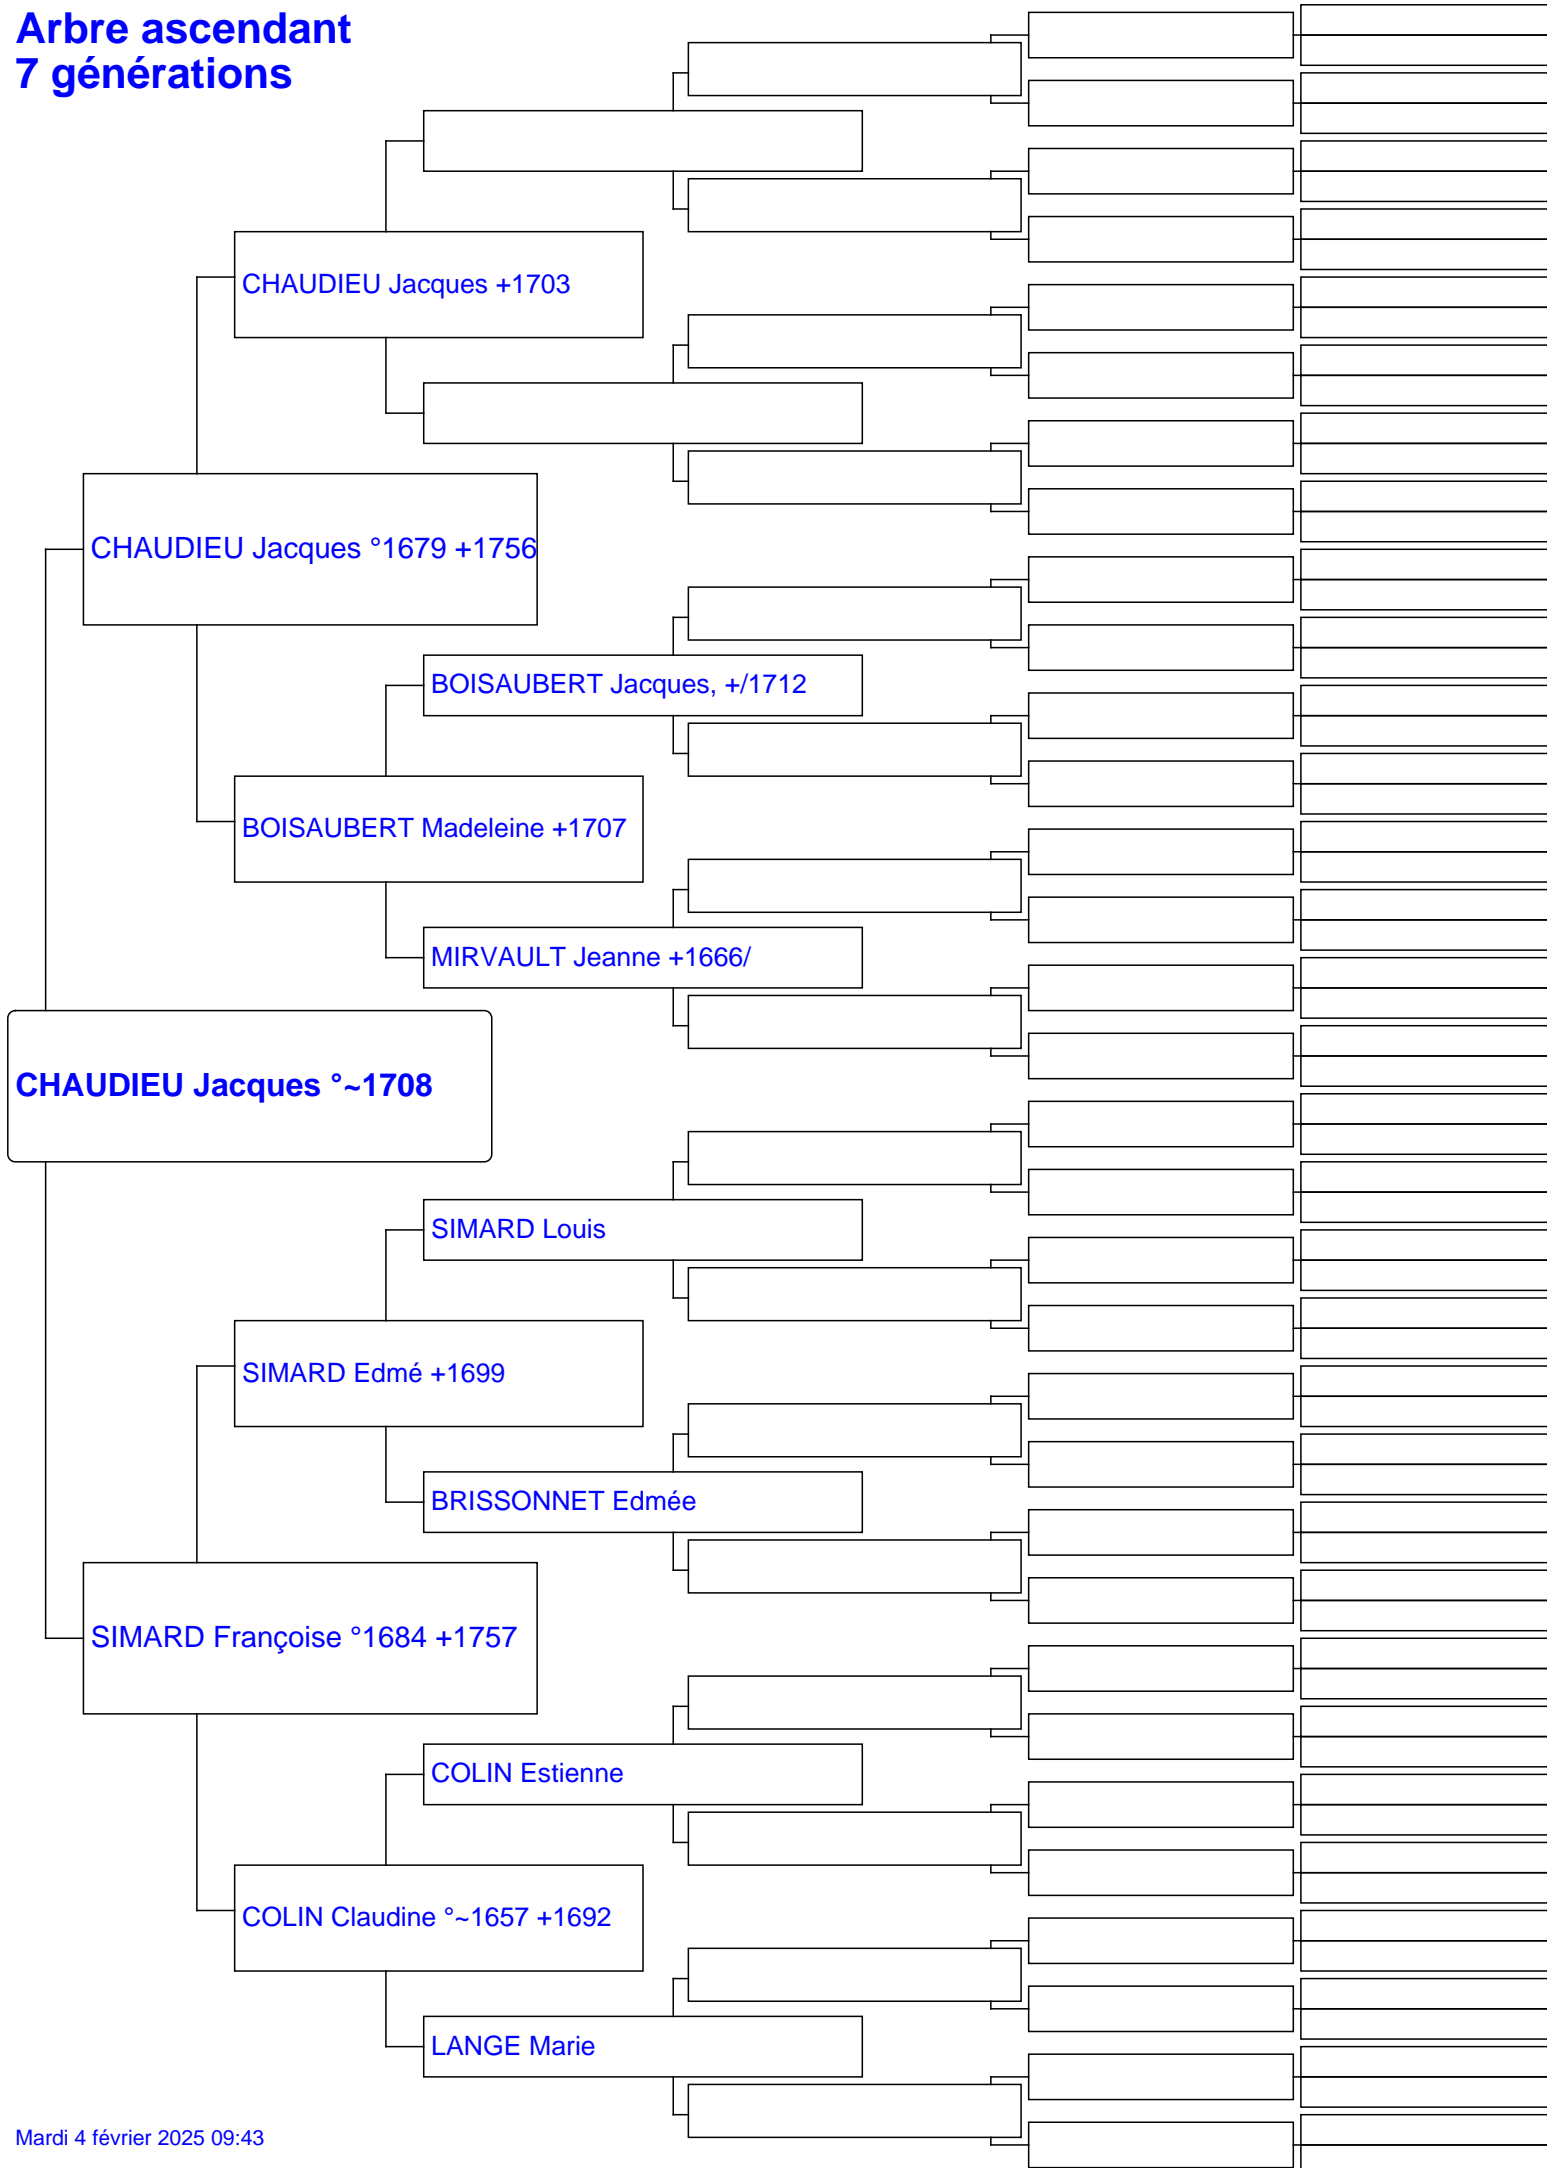 Arbre ascendant
7 générations
CHAUDIEU Jacques +1703
CHAUDIEU Jacques °1679 +1756
BOISAUBERT Jacques, +/1712
BOISAUBERT Madeleine +1707
MIRVAULT Jeanne +1666/
CHAUDIEU Jacques °~1708
SIMARD Louis
SIMARD Edmé +1699
BRISSONNET Edmée
SIMARD Françoise °1684 +1757
COLIN Estienne
COLIN Claudine °~1657 +1692
LANGE Marie
Mardi 4 février 2025 09:43